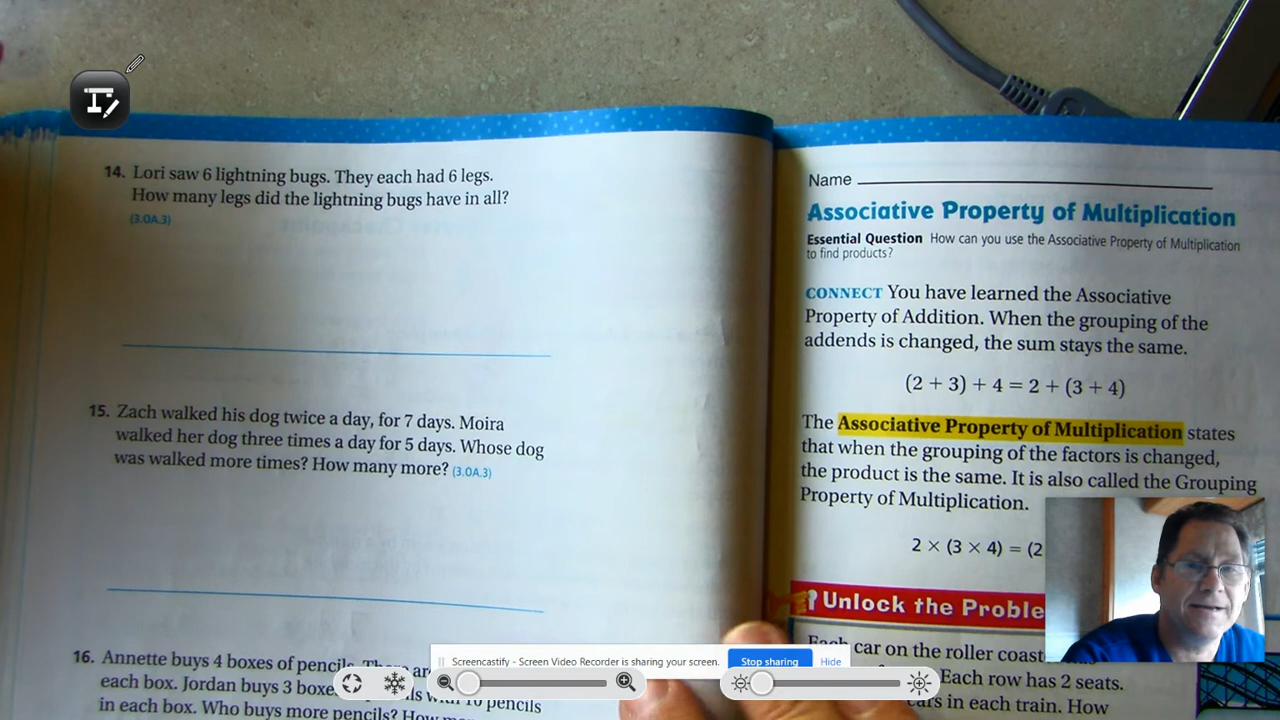 14. Lori saw 6 lightning bugs. They each had 6 legs.
How many legs did the lightning bugs have in all?
(3.OA.3)
15. Zach walked his dog twice a day, for 7 days. Moira
walked her dog three times a day for 5 days. Whose dog
was walked more times? How many more? (3.OA.3)
16. Annette buys 4 boxes of pencils. There
each box. Jordan buys 3 10 pencils
in each box. Who buys more pencils?
Name
Associative Property of Multiplication
Essential Question How can you use the Associative Property of Multiplication
to find products?
CONNECT You have learned the Associative
Property of Addition. When the grouping of the
addends is changed, the sum stays the same.
(2 + 3) + 4 = 2 + (3 + 4)
The Associative Property of Multiplication states
that when the grouping of the factors is changed,
the product is the same. It is also called the Grouping
Property of Multiplication.
2 × (3 × 4) = (2
Unlock the
Each car on the roller
Each row has 2 seats.
in each train. How
Screencastify - Screen Video Recorder is sharing your screen.
Stop sharing
Hide